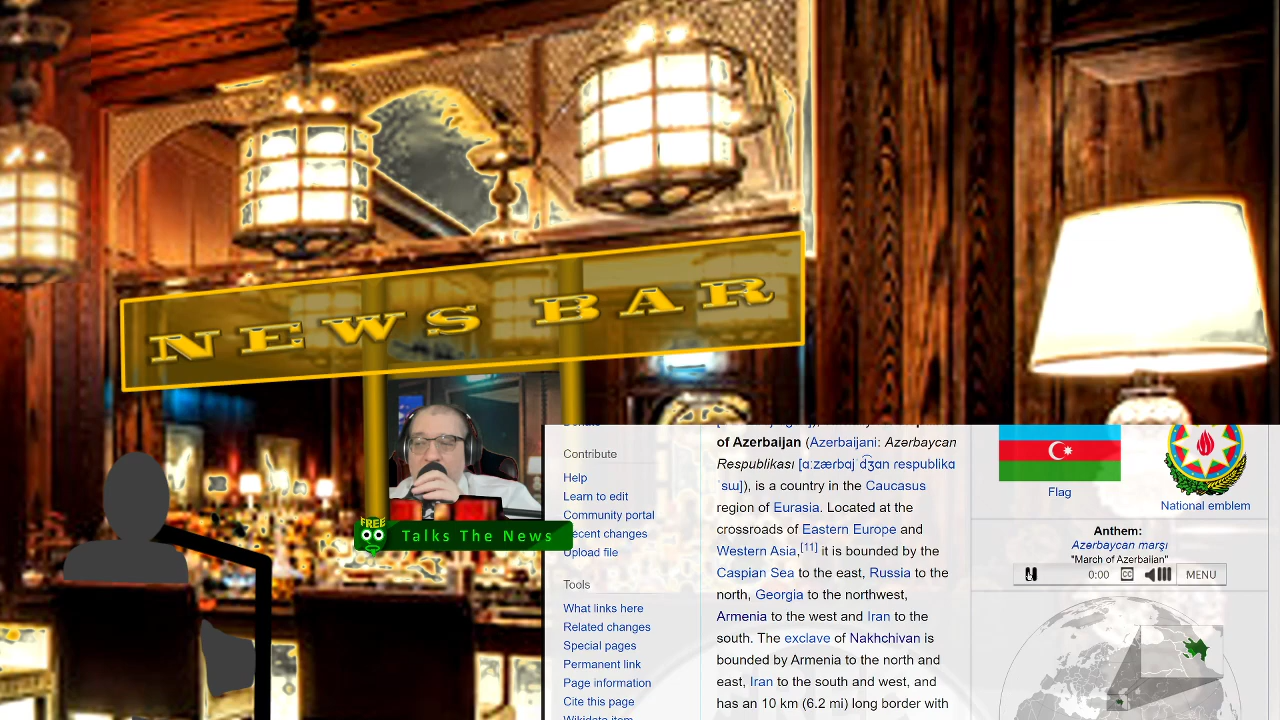 NEWS BAR
FREE
Talks The News
Contribute
Help
Learn to edit
Community portal
Recent changes
Upload file
Tools
What links here
Related changes
Special pages
Permanent link
Page information
Cite this page
Wikidata item
of Azerbaijan (Azerbaijani: Azərbaycan
Respublikası [ɑːzærbɑjˈdʒɑn respublikɑ
ˈsɯ]), is a country in the Caucasus
region of Eurasia. Located at the
crossroads of Eastern Europe and
Western Asia,[11] it is bounded by the
Caspian Sea to the east, Russia to the
north, Georgia to the northwest,
Armenia to the west and Iran to the
south. The exclave of Nakhchivan is
bounded by Armenia to the north and
east, Iran to the south and west, and
has an 10 km (6.2 mi) long border with
Flag
National emblem
Anthem:
Azərbaycan marşı
"March of Azerbaijan"
0:00
CC
MENU